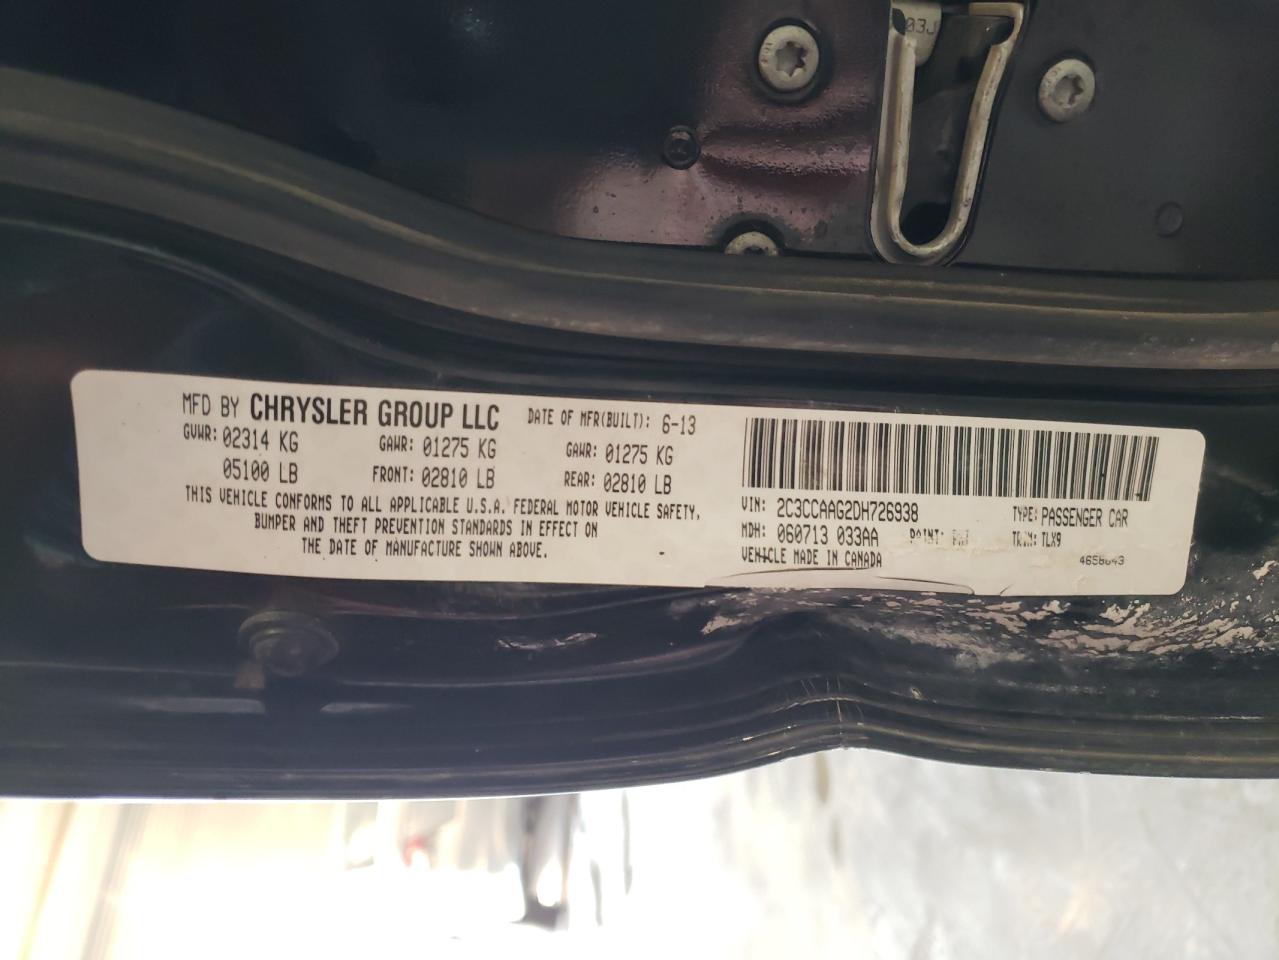 03J
MFD BY CHRYSLER GROUP LLC DATE OF MFR(BUILT): 6-13
GVWR: 02314 KG GAWR: 01275 KG GAWR: 01275 KG
05100 LB FRONT: 02810 LB REAR: 02810 LB
THIS VEHICLE CONFORMS TO ALL APPLICABLE U.S.A. FEDERAL MOTOR VEHICLE SAFETY,
BUMPER AND THEFT PREVENTION STANDARDS IN EFFECT ON
THE DATE OF MANUFACTURE SHOWN ABOVE.
VIN: 2C3CCAAG2DH726938 TYPE: PASSENGER CAR
MDH: 060713 033AA PAINT: TRIM: TLX9
VEHICLE MADE IN CANADA